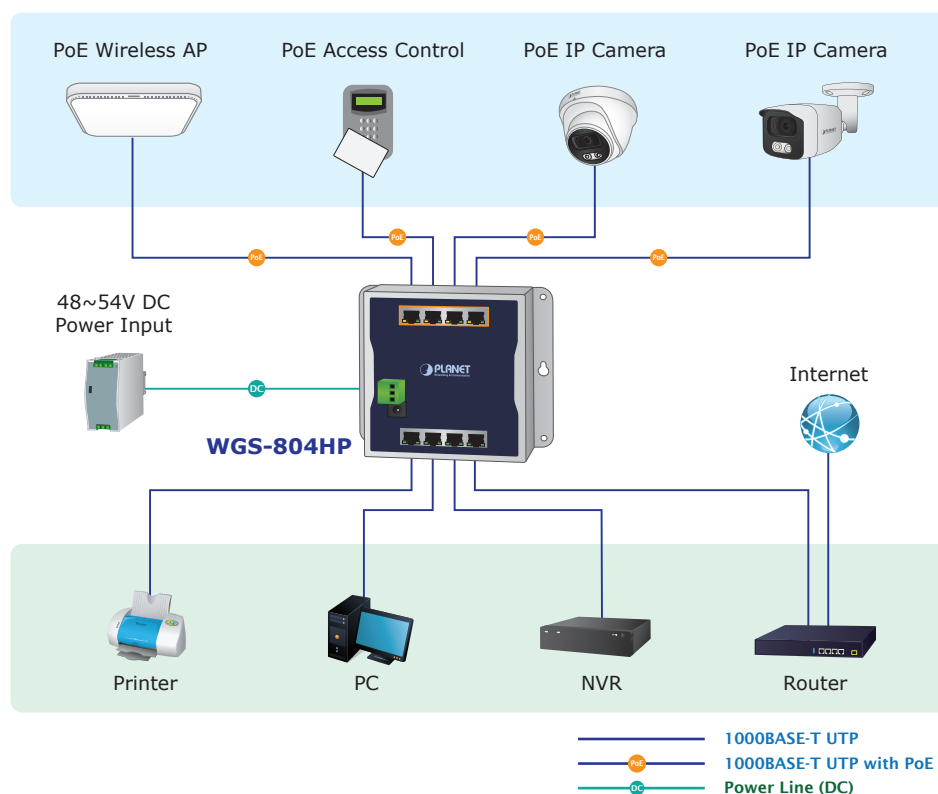 PoE Wireless AP
PoE Access Control
PoE IP Camera
PoE IP Camera
PoE
PoE
PoE
PoE
48~54V DC
Power Input
PLANET
DC
Internet
WGS-804HP
Printer
PC
NVR
Router
1000BASE-T UTP
PoE
1000BASE-T UTP with PoE
DC
Power Line (DC)